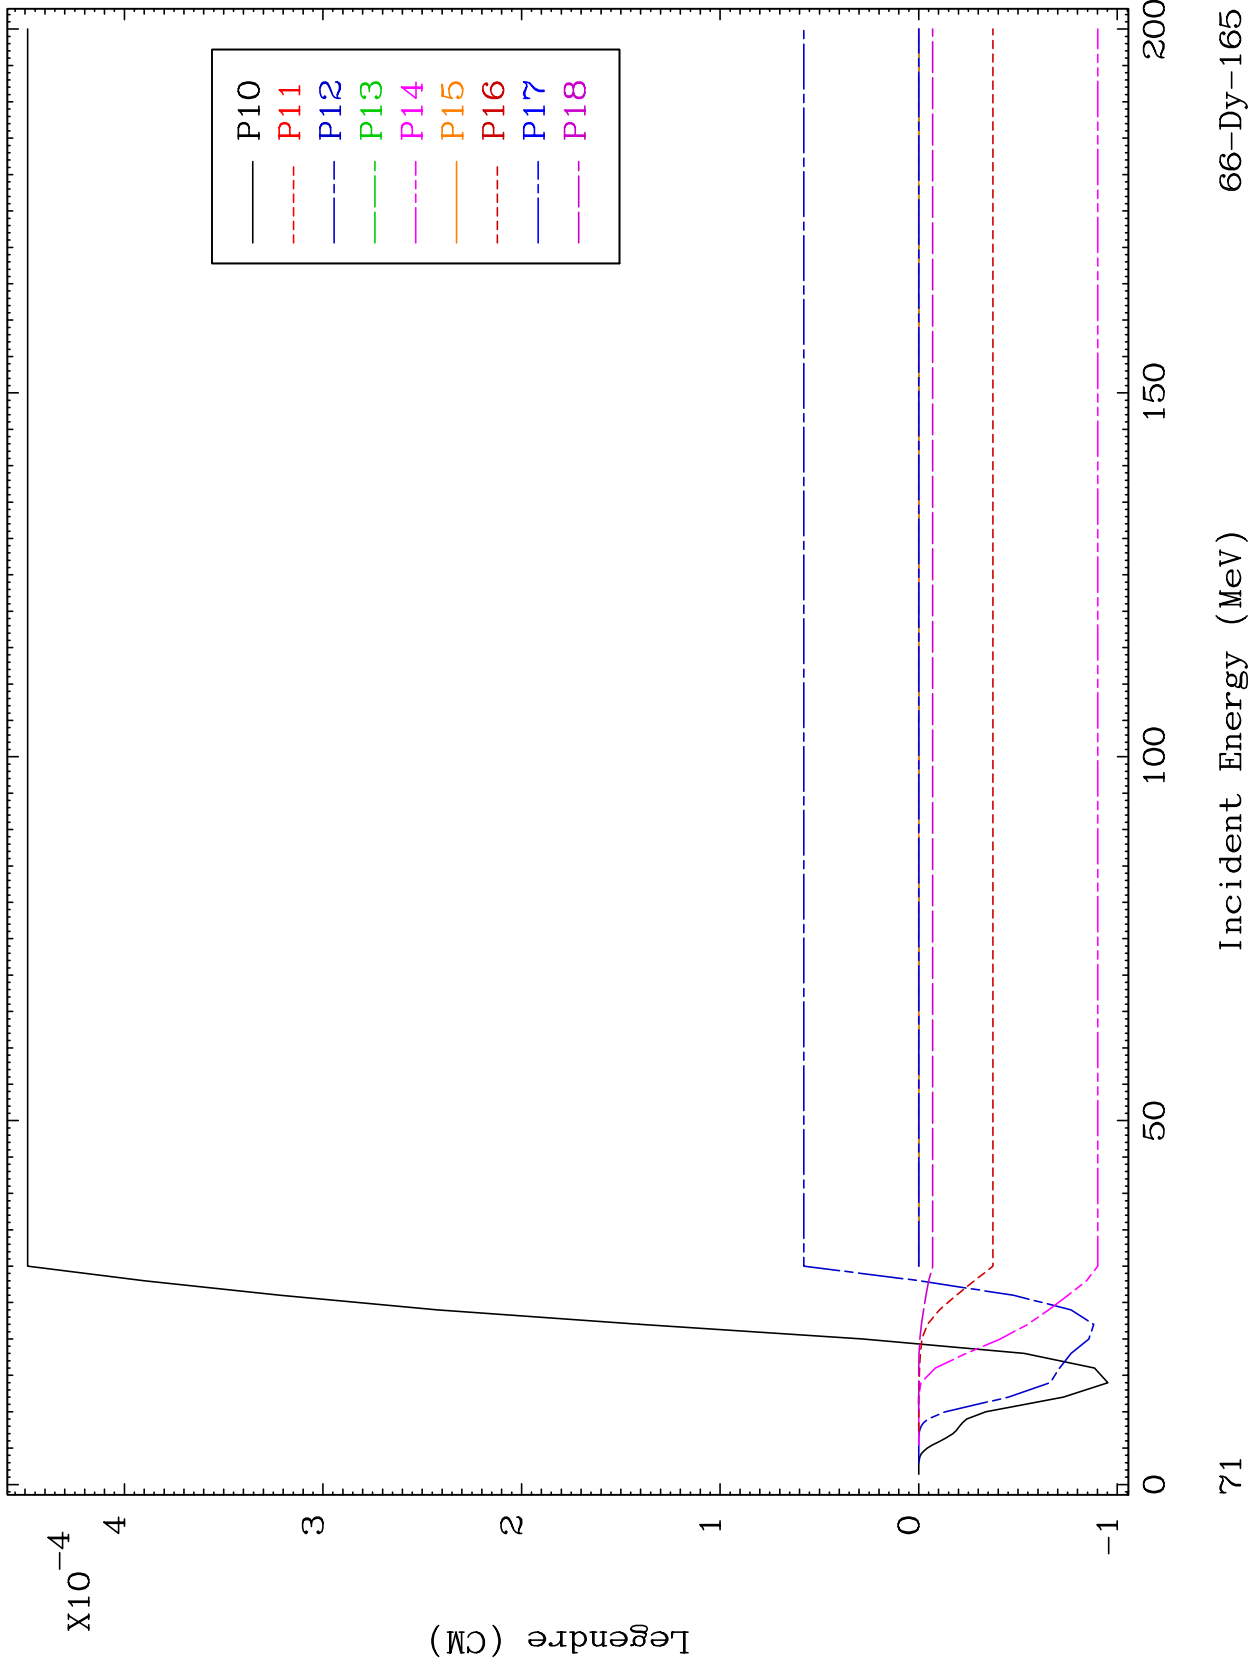 X10⁻⁴
4
3
2
1
0
-1
Legendre (CM)
P10
P11
P12
P13
P14
P15
P16
P17
P18
0
50
100
150
200
Incident Energy (MeV)
71
66-Dy-165